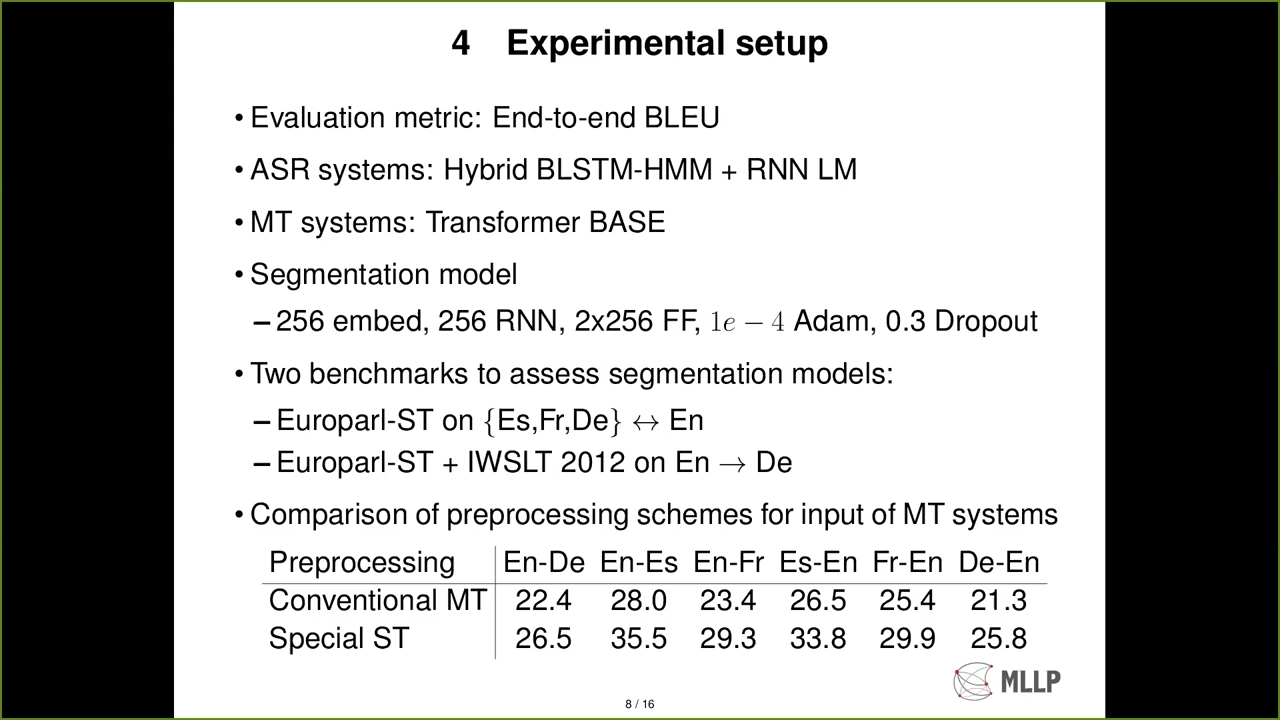 4 Experimental setup
• Evaluation metric: End-to-end BLEU
• ASR systems: Hybrid BLSTM-HMM + RNN LM
• MT systems: Transformer BASE
• Segmentation model
– 256 embed, 256 RNN, 2x256 FF, 1e − 4 Adam, 0.3 Dropout
• Two benchmarks to assess segmentation models:
– Europarl-ST on {Es,Fr,De} ↔ En
– Europarl-ST + IWSLT 2012 on En → De
• Comparison of preprocessing schemes for input of MT systems
Preprocessing En-De En-Es En-Fr Es-En Fr-En De-En
Conventional MT 22.4 28.0 23.4 26.5 25.4 21.3
Special ST 26.5 35.5 29.3 33.8 29.9 25.8
MLLP
8 / 16